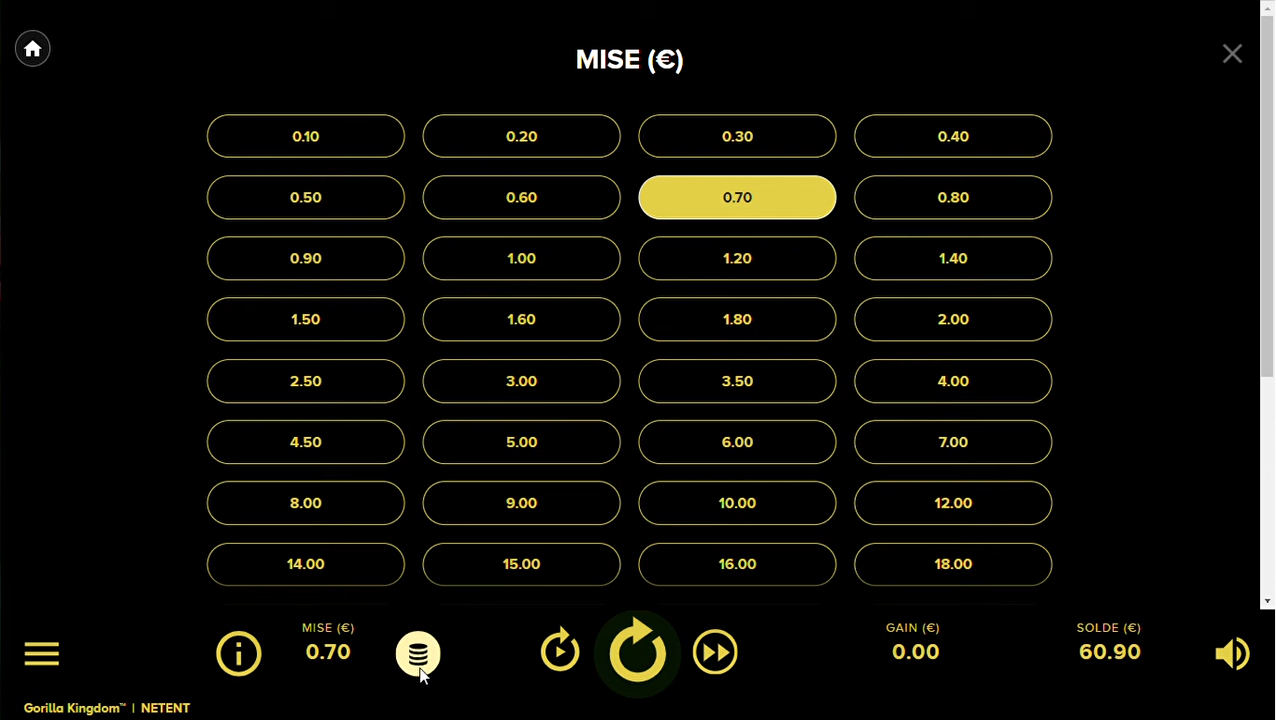 MISE (€)
0.10 0.20 0.30 0.40
0.50 0.60 0.70 0.80
0.90 1.00 1.20 1.40
1.50 1.60 1.80 2.00
2.50 3.00 3.50 4.00
4.50 5.00 6.00 7.00
8.00 9.00 10.00 12.00
14.00 15.00 16.00 18.00
MISE (€) GAIN (€) SOLDE (€)
0.70 0.00 60.90
Gorilla Kingdom™ | NETENT